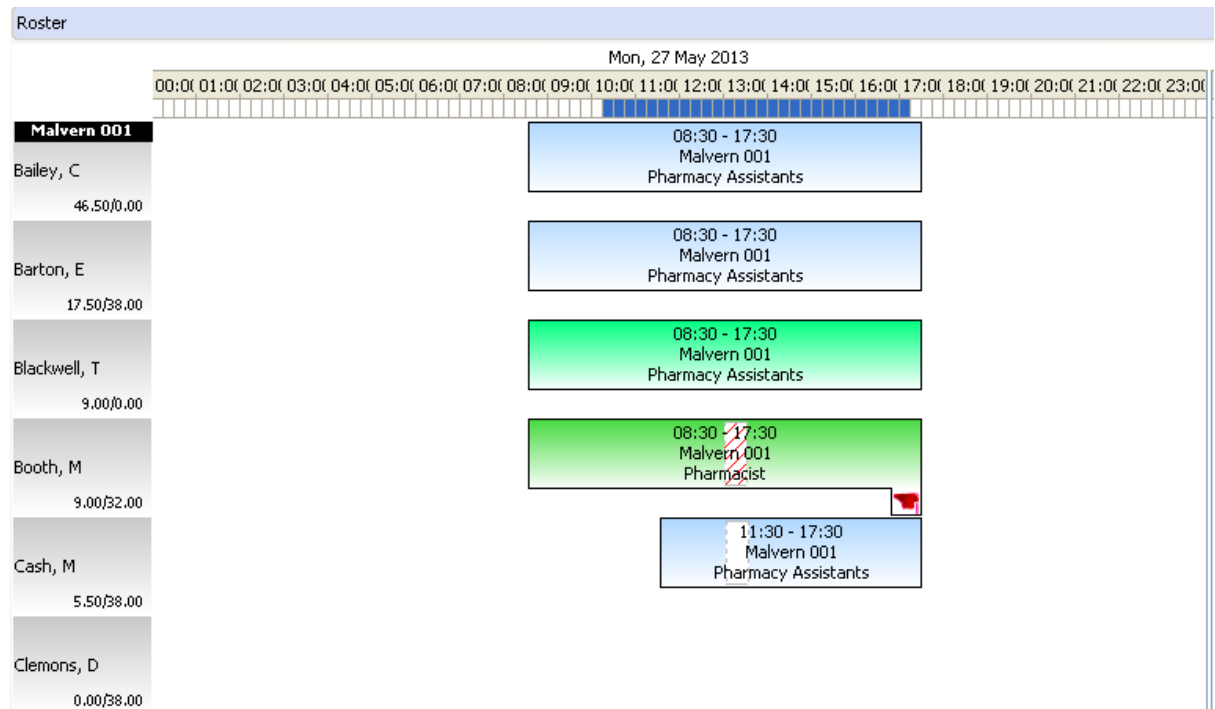 Roster
Mon, 27 May 2013
00:0( 01:0( 02:0( 03:0( 04:0( 05:0( 06:0( 07:0( 08:0( 09:0( 10:0( 11:0( 12:0( 13:0( 14:0( 15:0( 16:0( 17:0( 18:0( 19:0( 20:0( 21:0( 22:0( 23:0(
Malvern 001
Bailey, C
46.50/0.00
08:30 - 17:30
Malvern 001
Pharmacy Assistants
Barton, E
17.50/38.00
08:30 - 17:30
Malvern 001
Pharmacy Assistants
Blackwell, T
9.00/0.00
08:30 - 17:30
Malvern 001
Pharmacy Assistants
Booth, M
9.00/32.00
08:30 - 17:30
Malvern 001
Pharmacist
Cash, M
5.50/38.00
11:30 - 17:30
Malvern 001
Pharmacy Assistants
Clemons, D
0.00/38.00